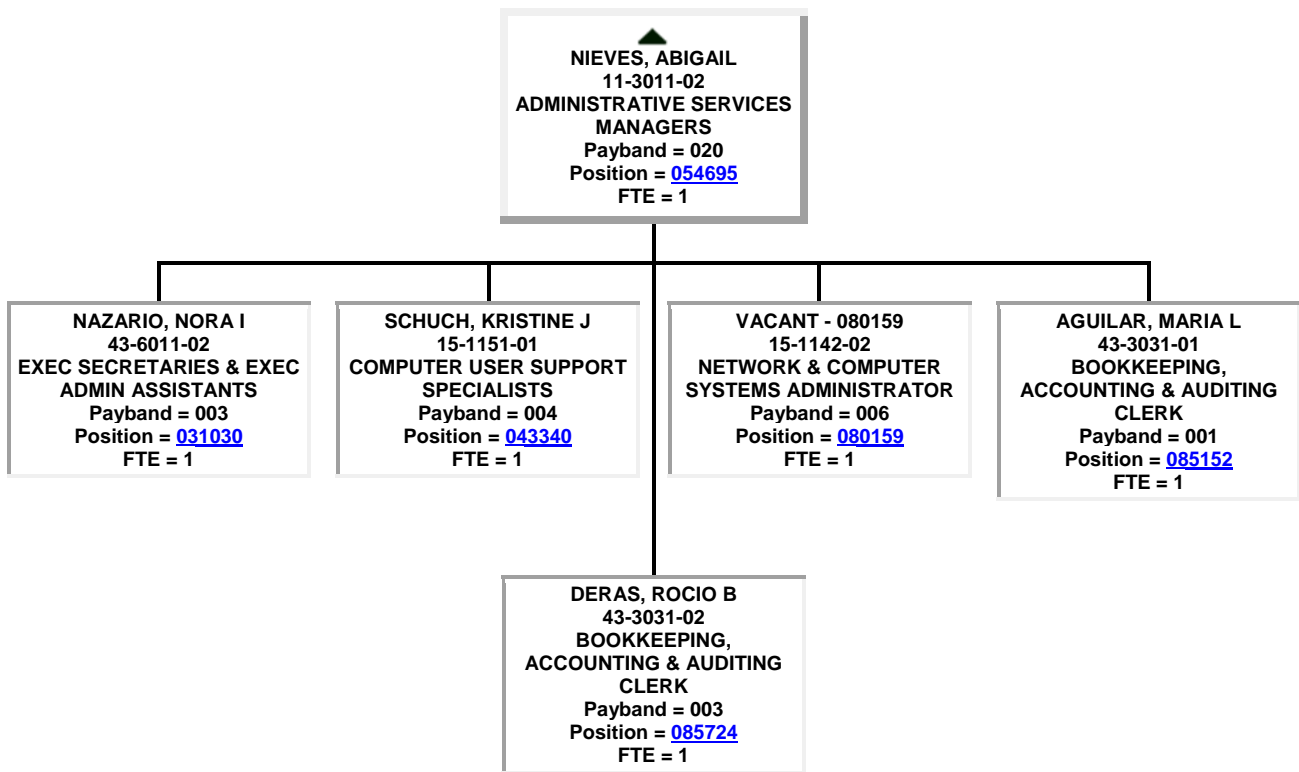 NIEVES, ABIGAIL
11-3011-02
ADMINISTRATIVE SERVICES
MANAGERS
Payband = 020
Position = 054695
FTE = 1
NAZARIO, NORA I
43-6011-02
EXEC SECRETARIES & EXEC
ADMIN ASSISTANTS
Payband = 003
Position = 031030
FTE = 1
SCHUCH, KRISTINE J
15-1151-01
COMPUTER USER SUPPORT
SPECIALISTS
Payband = 004
Position = 043340
FTE = 1
VACANT - 080159
15-1142-02
NETWORK & COMPUTER
SYSTEMS ADMINISTRATOR
Payband = 006
Position = 080159
FTE = 1
AGUILAR, MARIA L
43-3031-01
BOOKKEEPING,
ACCOUNTING & AUDITING
CLERK
Payband = 001
Position = 085152
FTE = 1
DERAS, ROCIO B
43-3031-02
BOOKKEEPING,
ACCOUNTING & AUDITING
CLERK
Payband = 003
Position = 085724
FTE = 1